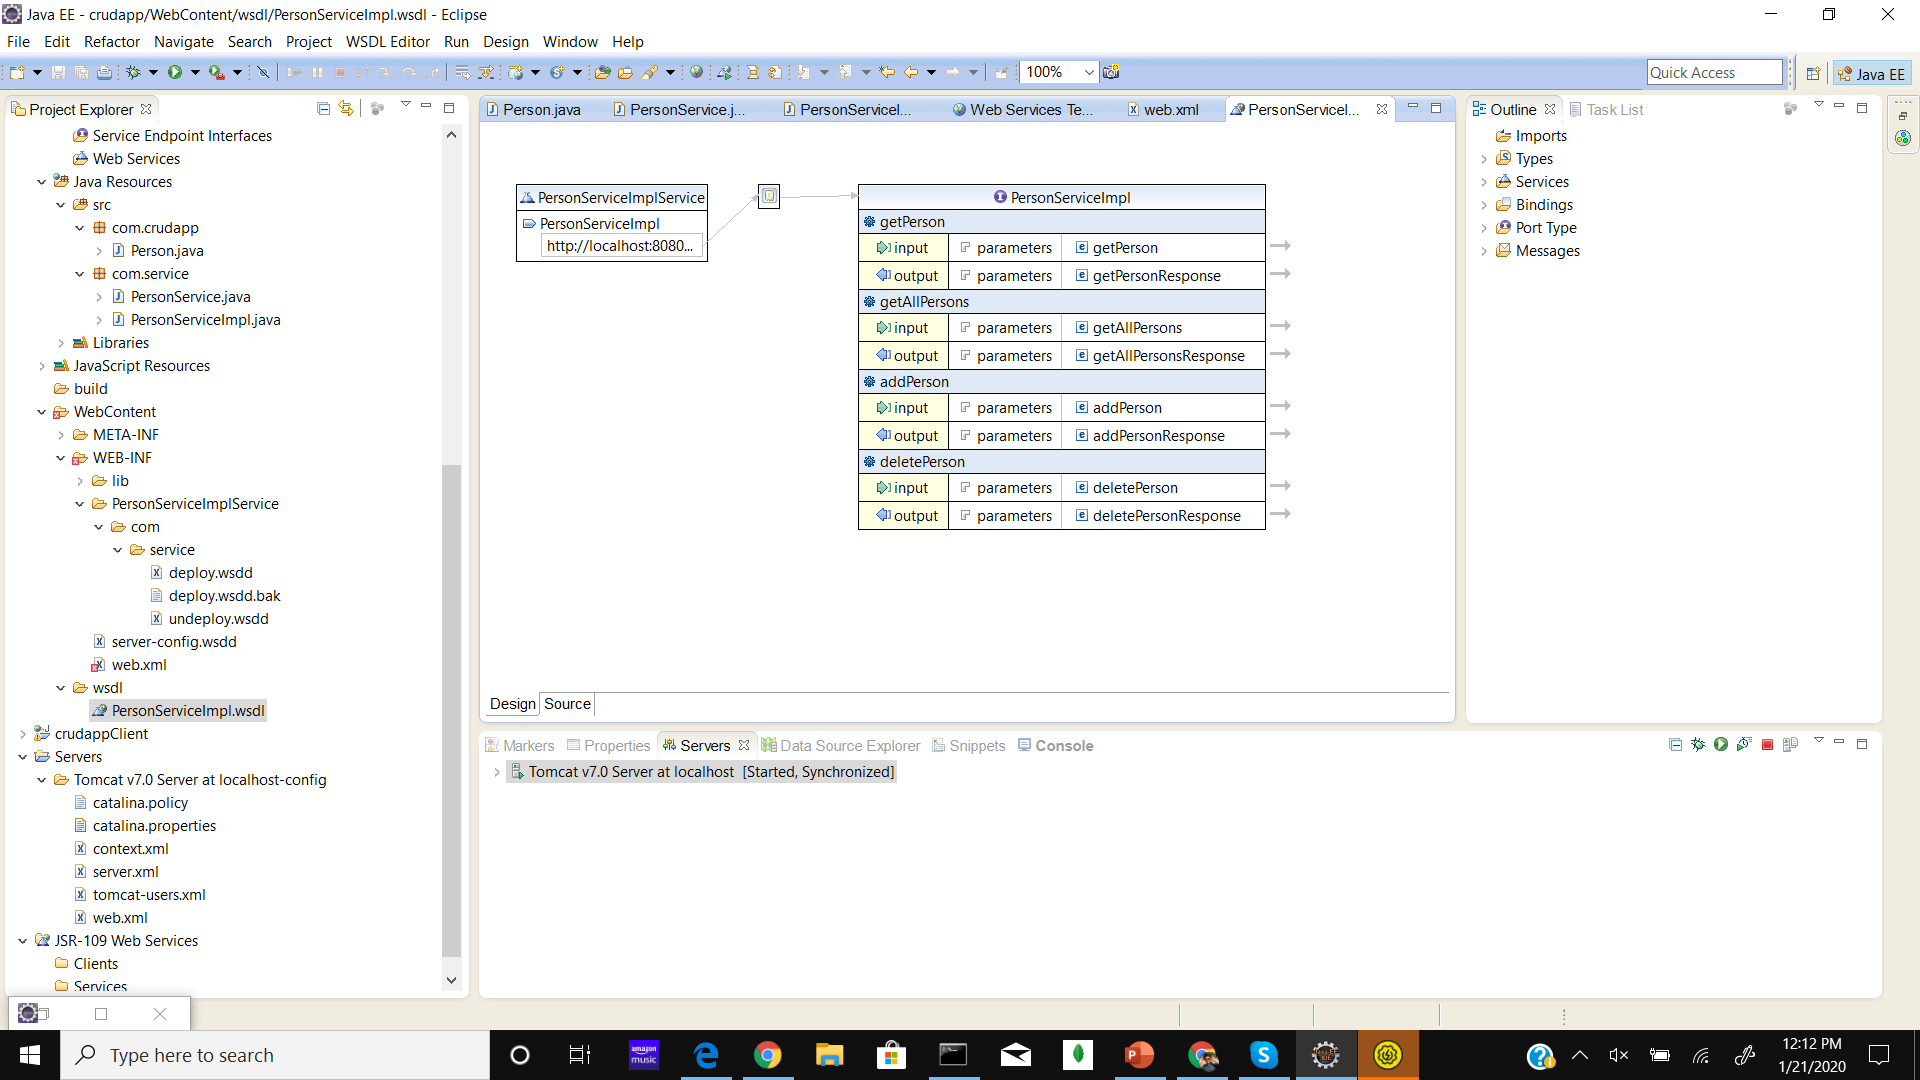 Java EE - crudapp/WebContent/wsdl/PersonServiceImpl.wsdl - Eclipse
File Edit Refactor Navigate Search Project WSDL Editor Run Design Window Help
100%
Quick Access
Java EE
Project Explorer
Service Endpoint Interfaces
Web Services
Java Resources
src
com.crudapp
Person.java
com.service
PersonService.java
PersonServiceImpl.java
Libraries
JavaScript Resources
build
WebContent
META-INF
WEB-INF
lib
PersonServiceImplService
com
service
deploy.wsdd
deploy.wsdd.bak
undeploy.wsdd
server-config.wsdd
web.xml
wsdl
PersonServiceImpl.wsdl
crudappClient
Servers
Tomcat v7.0 Server at localhost-config
catalina.policy
catalina.properties
context.xml
server.xml
tomcat-users.xml
web.xml
JSR-109 Web Services
Clients
Services
Person.java PersonService.j... PersonServiceI... Web Services Te... web.xml PersonServiceI...
PersonServiceImplService
PersonServiceImpl
http://localhost:8080...
PersonServiceImpl
getPerson
input parameters getPerson
output parameters getPersonResponse
getAllPersons
input parameters getAllPersons
output parameters getAllPersonsResponse
addPerson
input parameters addPerson
output parameters addPersonResponse
deletePerson
input parameters deletePerson
output parameters deletePersonResponse
Design Source
Outline Task List
Imports
Types
Services
Bindings
Port Type
Messages
Markers Properties Servers Data Source Explorer Snippets Console
Tomcat v7.0 Server at localhost [Started, Synchronized]
Type here to search
amazon music
12:12 PM
1/21/2020